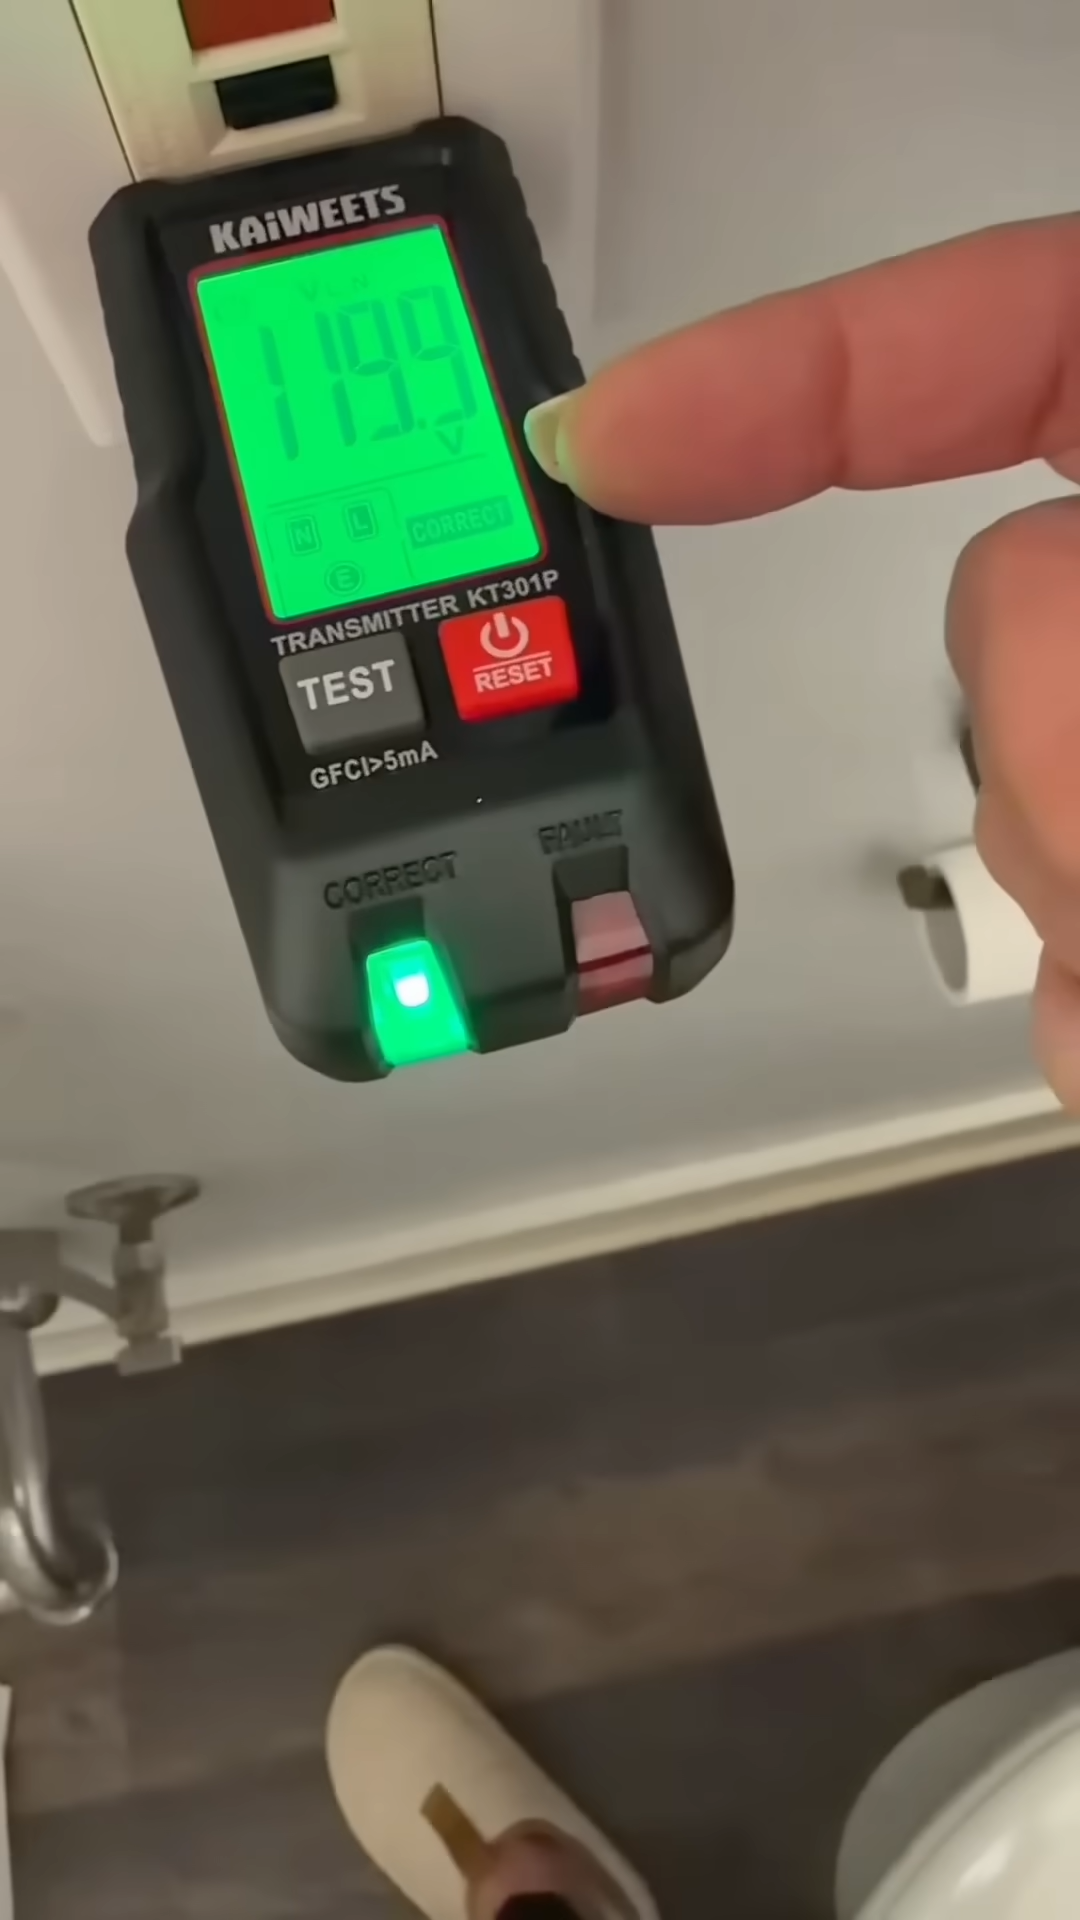 KAiWEETS
V L-N
119.9
V
N L CORRECT
E
TRANSMITTER KT301P
TEST
RESET
GFCI>5mA
CORRECT
FAULT